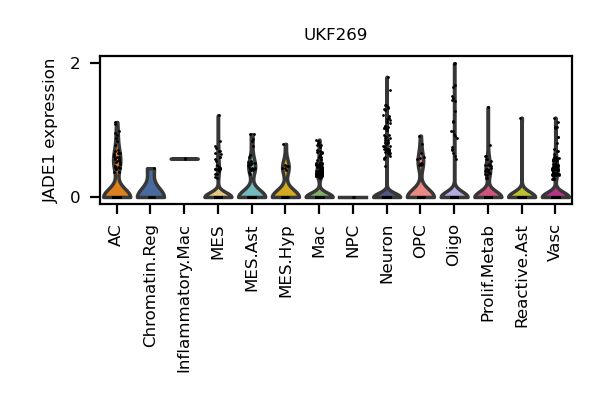 UKF269
JADE1 expression
2
0
AC
Chromatin.Reg
Inflammatory.Mac
MES
MES.Ast
MES.Hyp
Mac
NPC
Neuron
OPC
Oligo
Prolif.Metab
Reactive.Ast
Vasc